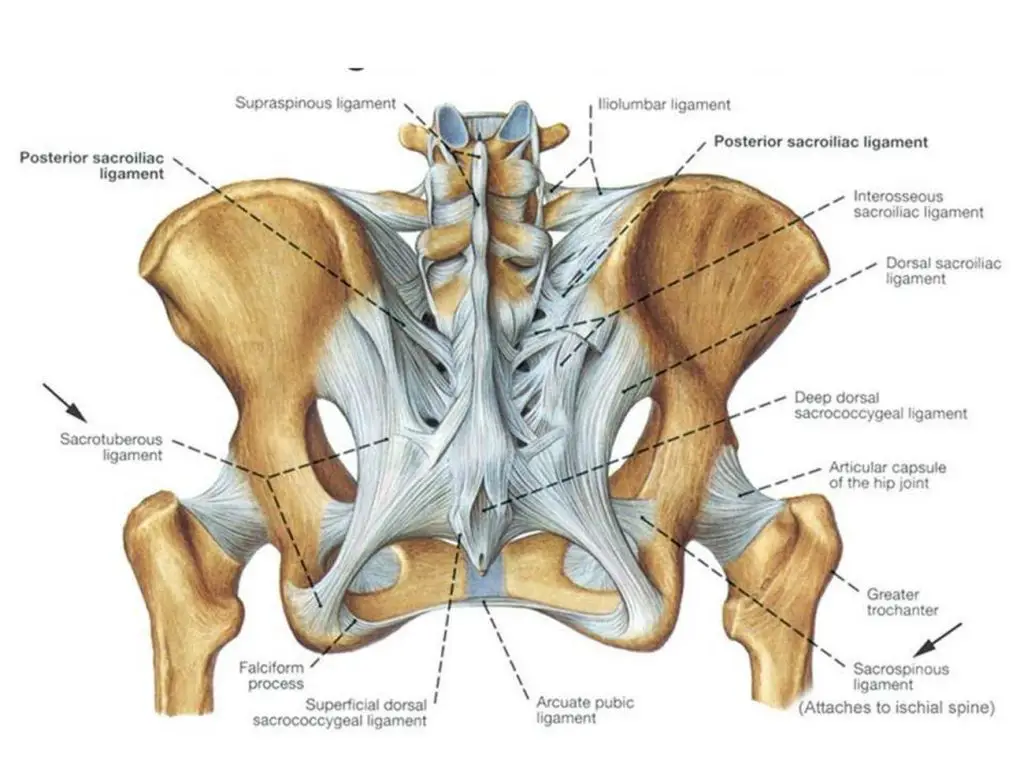 Supraspinous ligament
Iliolumbar ligament
Posterior sacroiliac
ligament
Posterior sacroiliac ligament
Interosseous
sacroiliac ligament
Dorsal sacroiliac
ligament
Deep dorsal
sacrococcygeal ligament
Sacrotuberous
ligament
Articular capsule
of the hip joint
Greater
trochanter
Falciform
process
Superficial dorsal
sacrococcygeal ligament
Arcuate pubic
ligament
Sacrospinous
ligament
(Attaches to ischial spine)